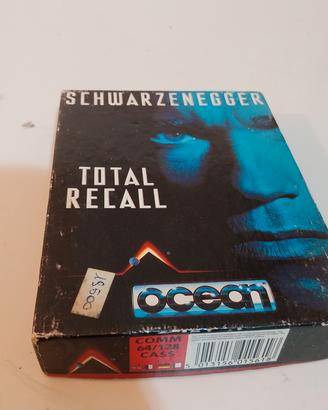 SCHWARZENEGGER
TOTAL
RECALL
ocean
COMM
64/128
CASS